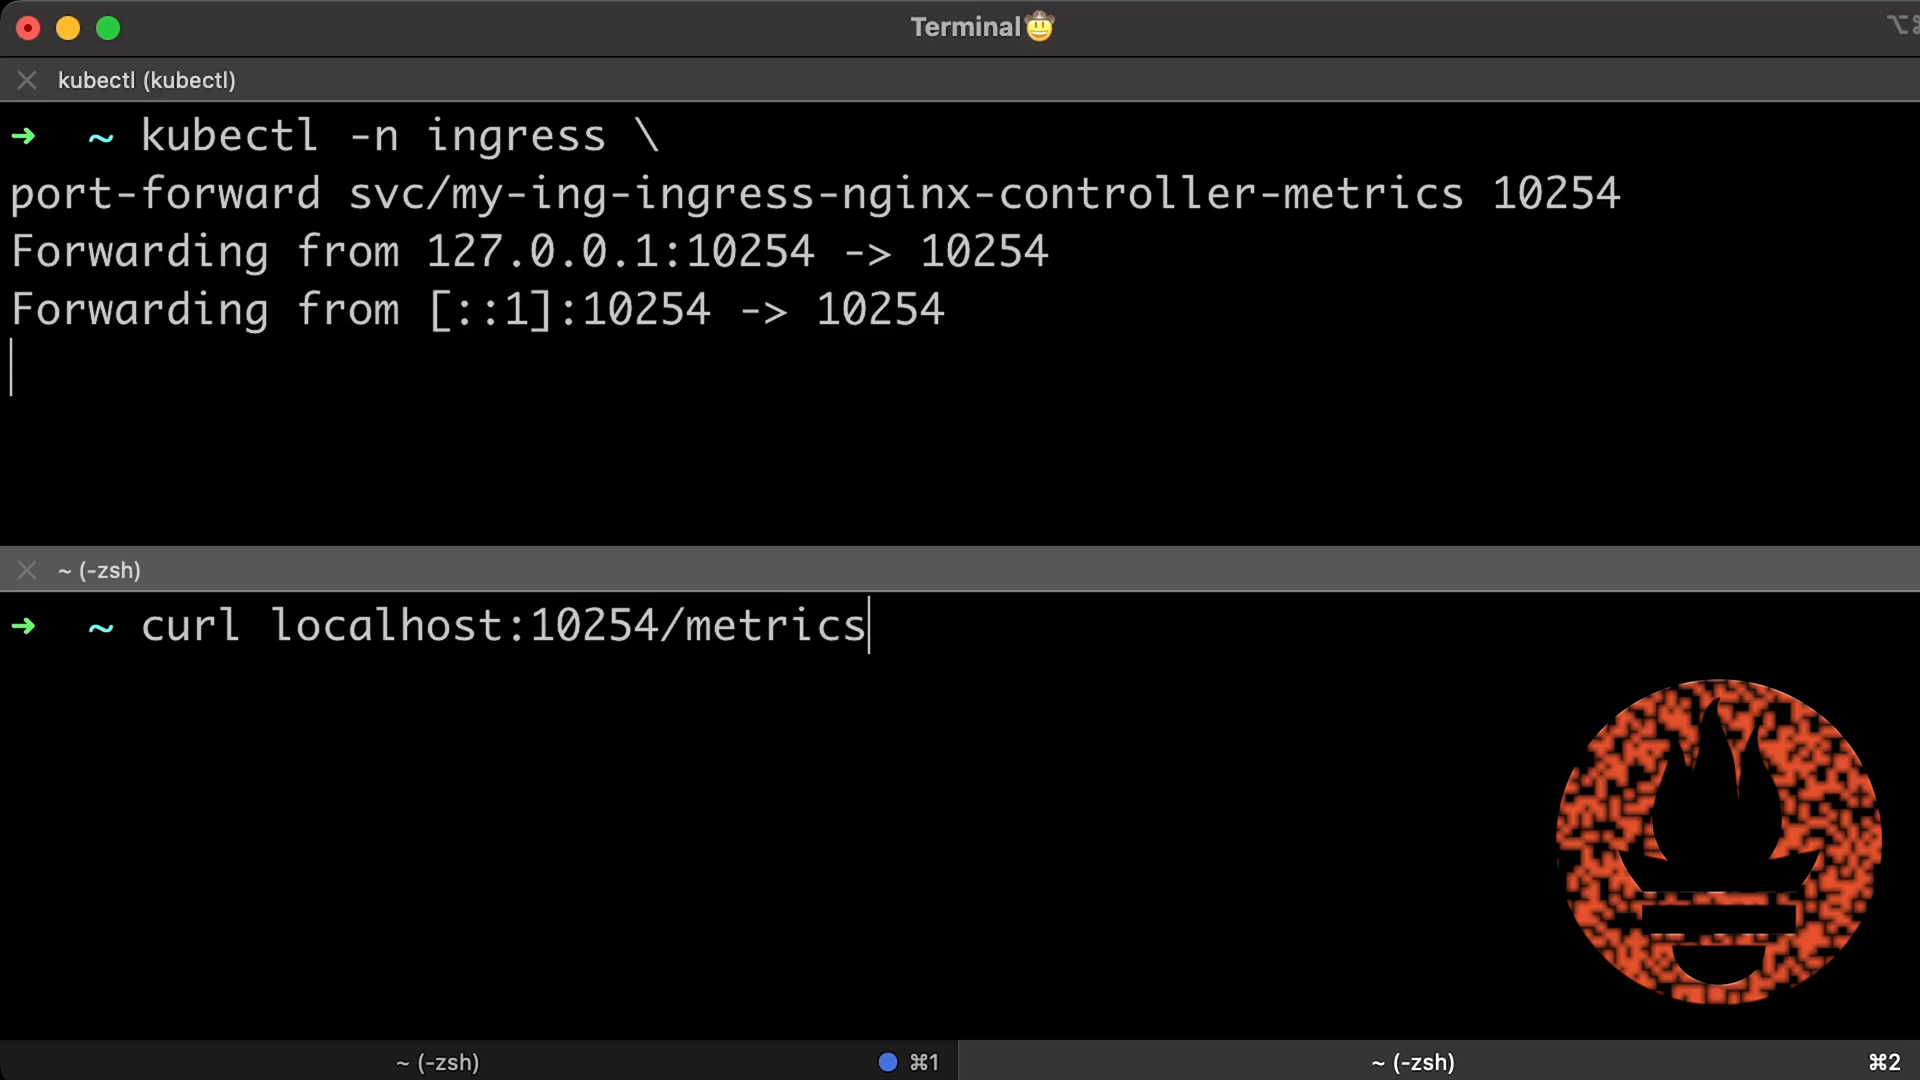 Terminal🤠
⌥⌘
kubectl (kubectl)
➜ ~ kubectl -n ingress \
port-forward svc/my-ing-ingress-nginx-controller-metrics 10254
Forwarding from 127.0.0.1:10254 -> 10254
Forwarding from [::1]:10254 -> 10254
~ (-zsh)
➜ ~ curl localhost:10254/metrics
~ (-zsh) ⌘1
~ (-zsh) ⌘2